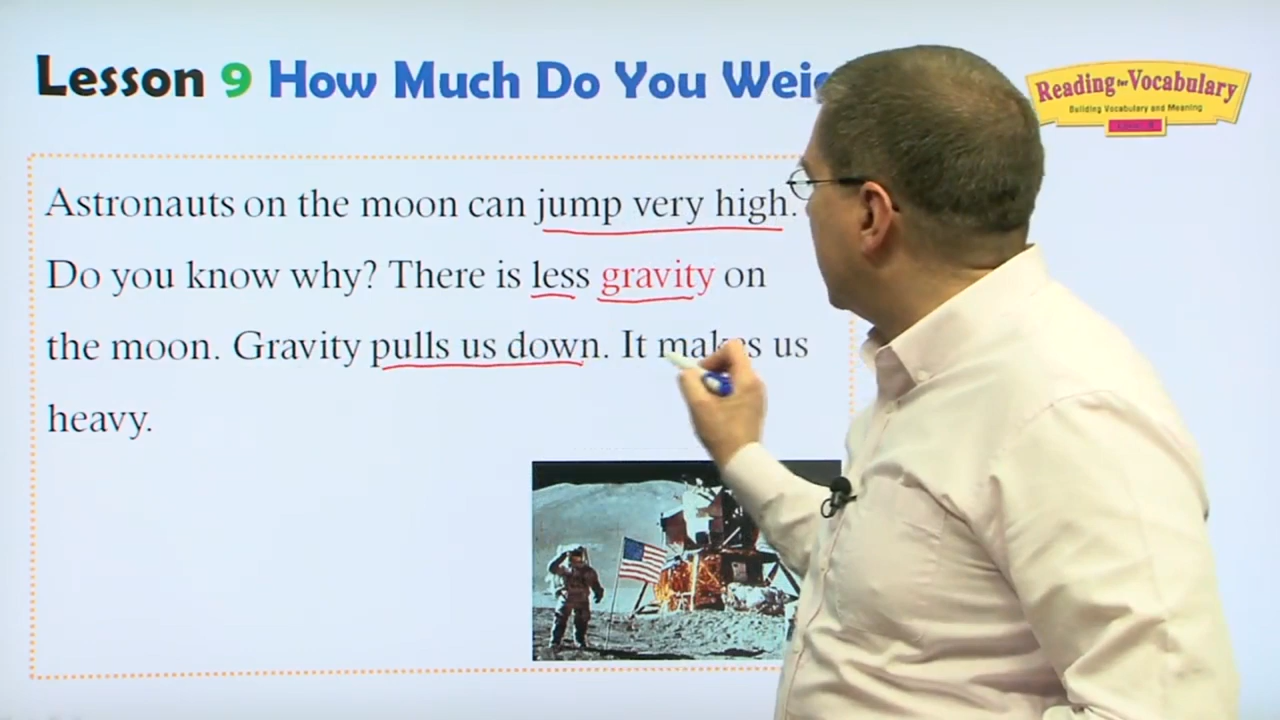 Lesson 9 How Much Do You
Reading for Vocabulary
Building Vocabulary and Meaning
Astronauts on the moon can jump very high.
Do you know why? There is less gravity on
the moon. Gravity pulls us down. It makes us
heavy.